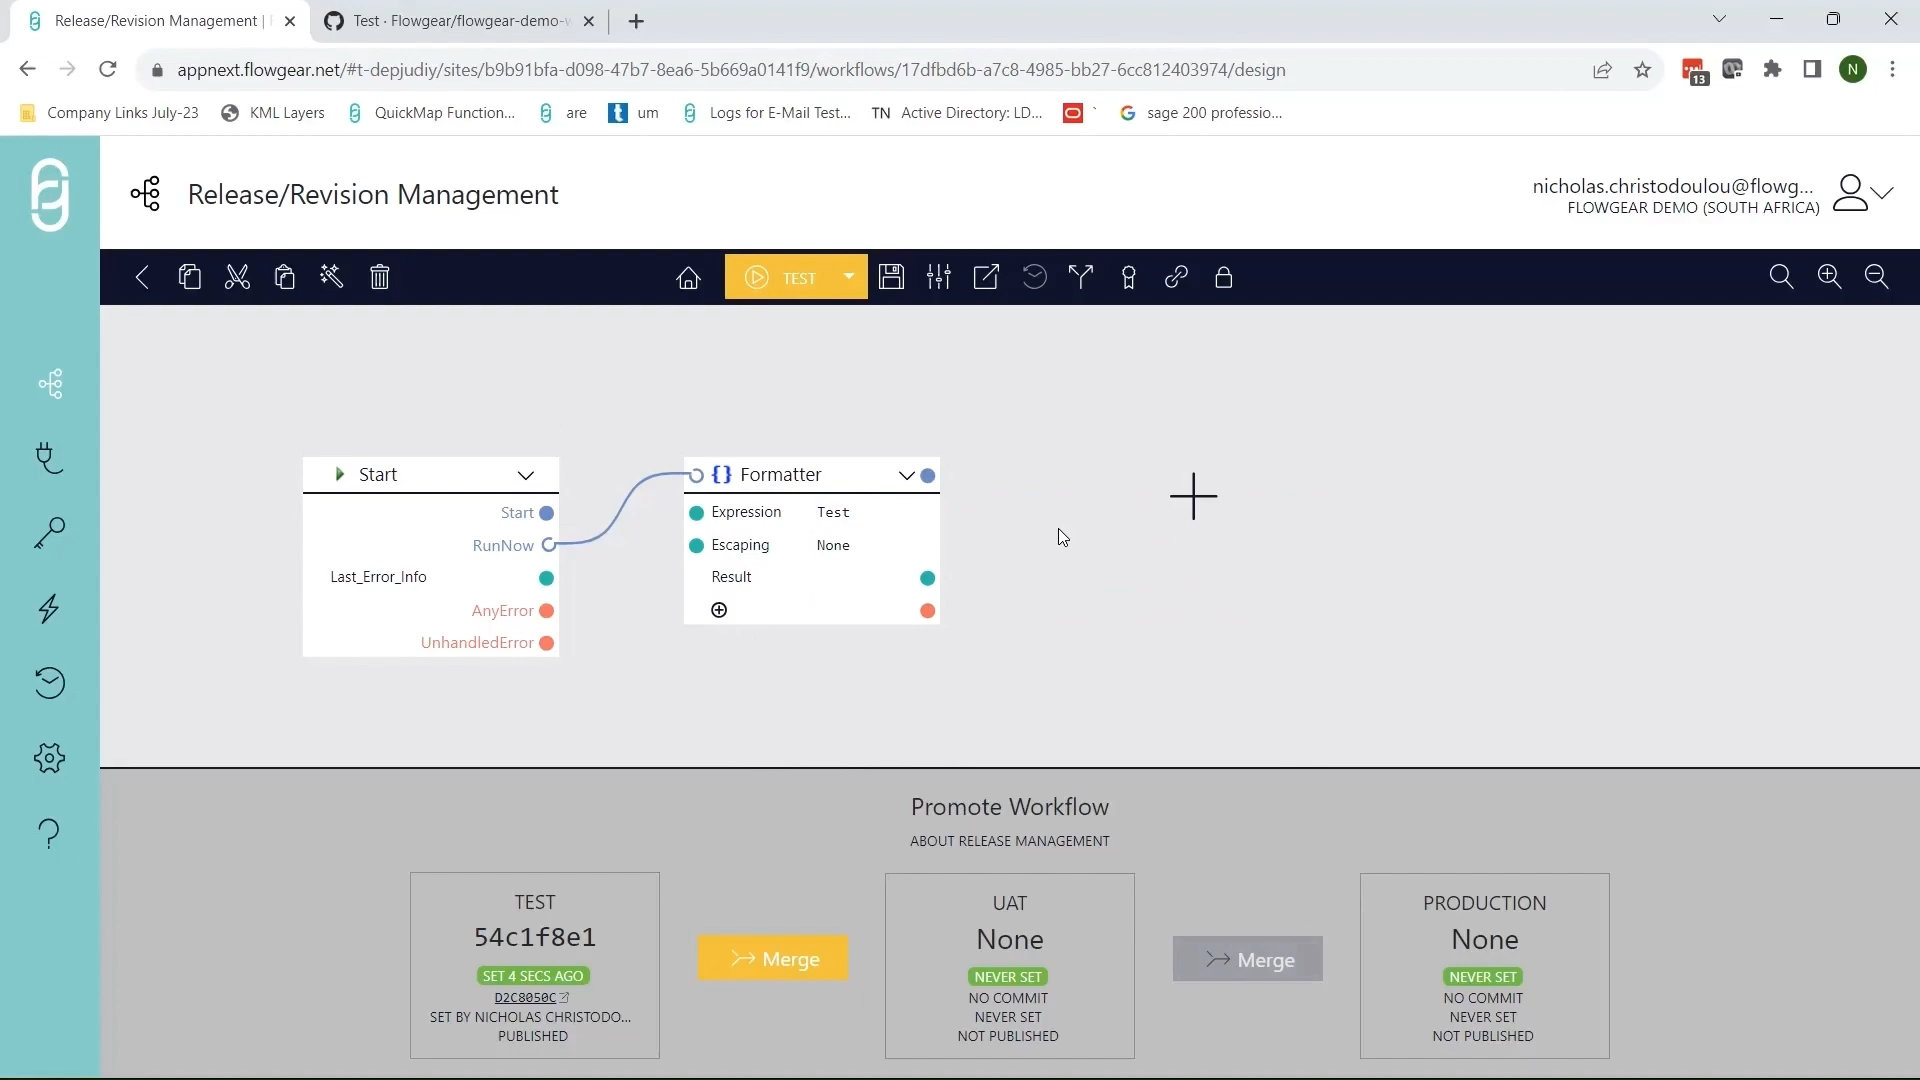 Release/Revision Management |
Test · Flowgear/flowgear-demo-w
appnext.flowgear.net/#t-depjudiy/sites/b9b91bfa-d098-47b7-8ea6-5b669a0141f9/workflows/17dfbd6b-a7c8-4985-bb27-6cc812403974/design
13
N
Company Links July-23
KML Layers
QuickMap Function...
are
t
um
Logs for E-Mail Test...
TN
Active Directory: LD...
`
sage 200 professio...
Release/Revision Management
nicholas.christodoulou@flowg...
FLOWGEAR DEMO (SOUTH AFRICA)
TEST
Start
Start
RunNow
Last_Error_Info
AnyError
UnhandledError
{} Formatter
Expression Test
Escaping None
Result
Promote Workflow
ABOUT RELEASE MANAGEMENT
TEST
54c1f8e1
SET 4 SECS AGO
D2C8050C
SET BY NICHOLAS CHRISTODO...
PUBLISHED
Merge
UAT
None
NEVER SET
NO COMMIT
NEVER SET
NOT PUBLISHED
Merge
PRODUCTION
None
NEVER SET
NO COMMIT
NEVER SET
NOT PUBLISHED